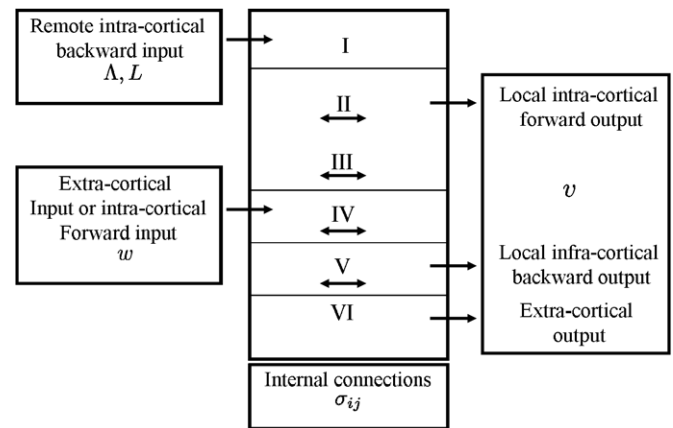 Remote intra-cortical
backward input
Λ, L
Extra-cortical
Input or intra-cortical
Forward input
w
I
II
III
IV
V
VI
Internal connections
σij
Local intra-cortical
forward output
v
Local infra-cortical
backward output
Extra-cortical
output